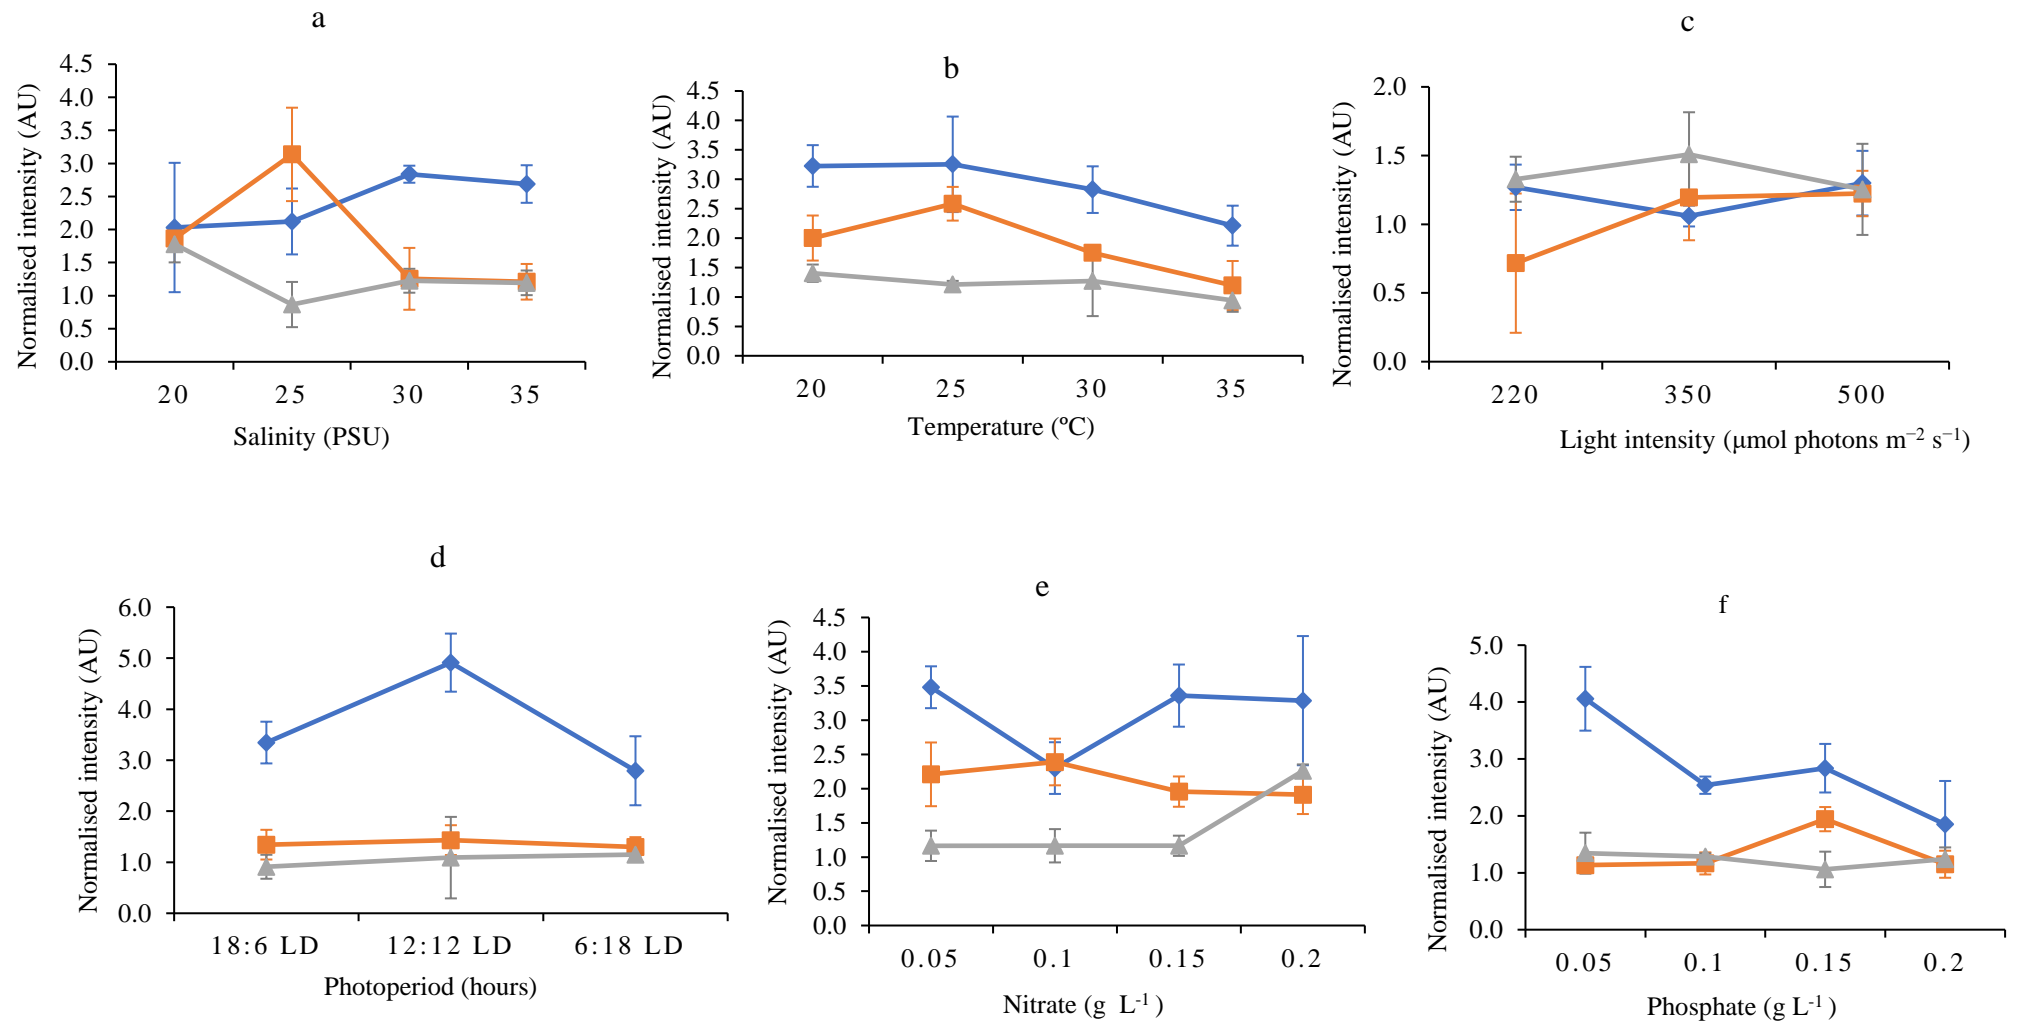 a
4.5
4.0
3.5
3.0
2.5
2.0
1.5
1.0
0.5
0.0
Normalised intensity (AU)
20 25 30 35
Salinity (PSU)
b
4.5
4.0
3.5
3.0
2.5
2.0
1.5
1.0
0.5
0.0
Normalised intensity (AU)
20 25 30 35
Temperature (ºC)
c
2.0
1.5
1.0
0.5
0.0
Normalised intensity (AU)
220 350 500
Light intensity (μmol photons m⁻² s⁻¹)
d
6.0
5.0
4.0
3.0
2.0
1.0
0.0
Normalised intensity (AU)
18:6 LD 12:12 LD 6:18 LD
Photoperiod (hours)
e
4.5
4.0
3.5
3.0
2.5
2.0
1.5
1.0
0.5
0.0
Normalised intensity (AU)
0.05 0.1 0.15 0.2
Nitrate (g L⁻¹)
f
5.0
4.0
3.0
2.0
1.0
0.0
Normalised intensity (AU)
0.05 0.1 0.15 0.2
Phosphate (g L⁻¹)